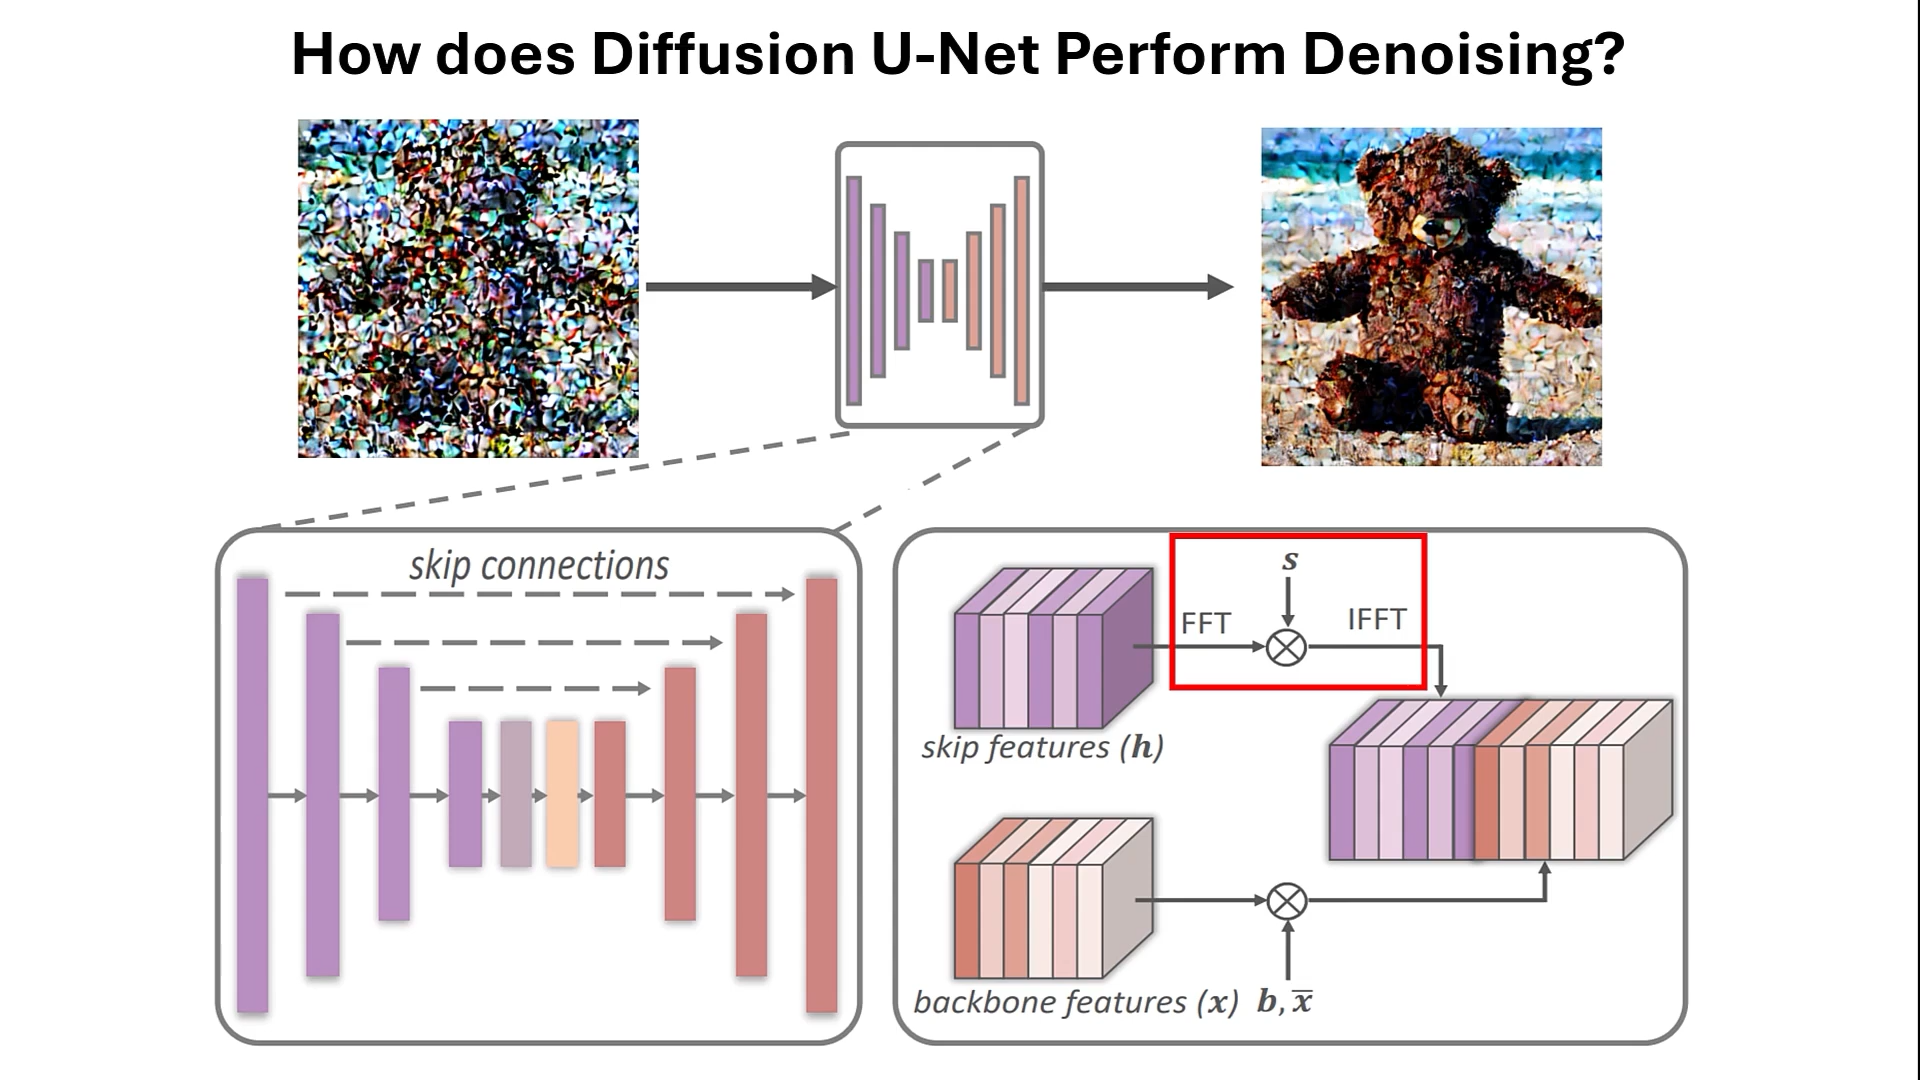 How does Diffusion U-Net Perform Denoising?
skip connections
s
FFT
IFFT
skip features (h)
backbone features (x)
b, x̅